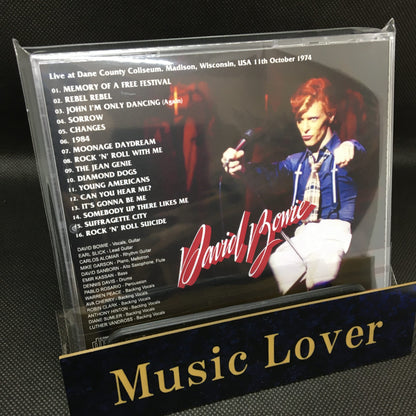 Live at Dane County Coliseum. Madison, Wisconsin, USA 11th October 1974
01. MEMORY OF A FREE FESTIVAL
02. REBEL REBEL
03. JOHN I'M ONLY DANCING (Again)
04. SORROW
05. CHANGES
06. 1984
07. MOONAGE DAYDREAM
08. ROCK 'N' ROLL WITH ME
09. THE JEAN GENIE
10. DIAMOND DOGS
11. YOUNG AMERICANS
12. CAN YOU HEAR ME?
13. IT'S GONNA BE ME
14. SOMEBODY UP THERE LIKES ME
15. SUFFRAGETTE CITY
16. ROCK 'N' ROLL SUICIDE
DAVID BOWIE - Vocals, Guitar
EARL SLICK - Lead Guitar
CARLOS ALOMAR - Rhythm Guitar
MIKE GARSON - Piano, Mellotron
DAVID SANBORN - Alto Saxophone, Flute
EMIR KASSAN - Bass
DENNIS DAVIS - Drums
PABLO ROSARIO - Percussion
WARREN PEACE - Backing Vocals
AVA CHERRY - Backing Vocals
ROBIN CLARK - Backing Vocals
ANTHONY HINTON - Backing Vocals
DIANE SUMLER - Backing Vocals
LUTHER VANDROSS - Backing Vocals
David Bowie
Music Lover